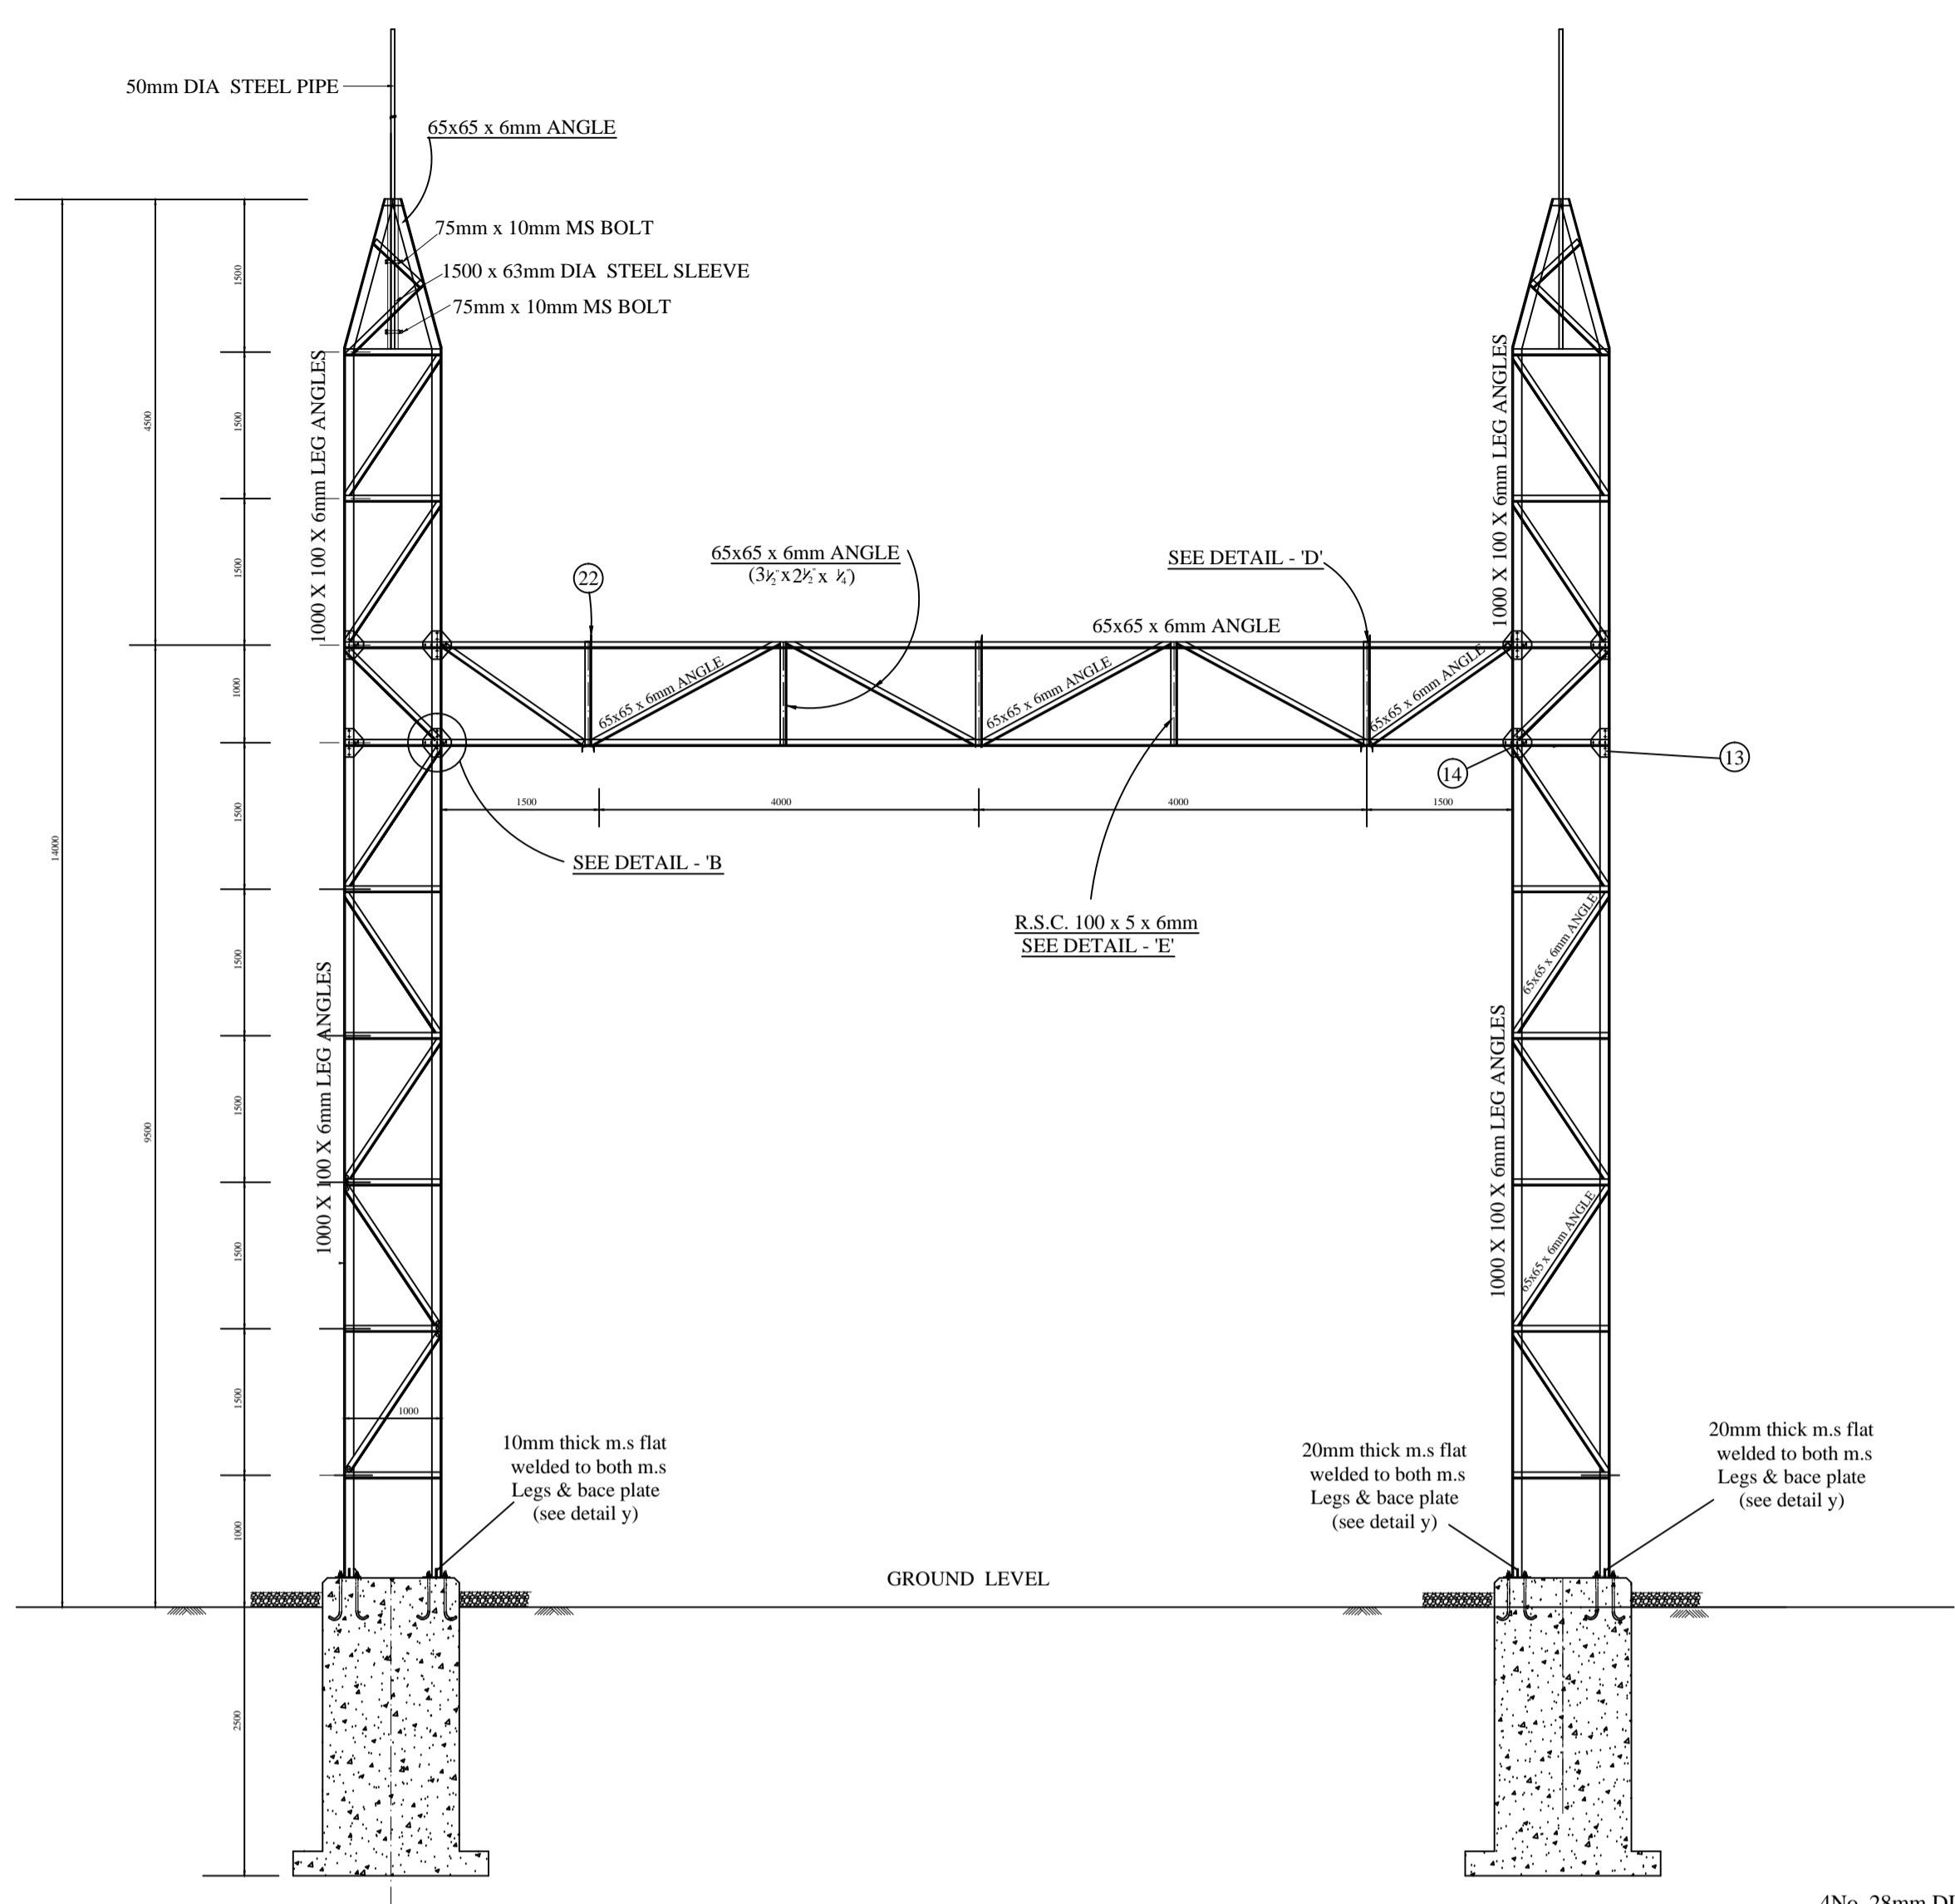 50mm DIA  STEEL PIPE
65x65 x 6mm ANGLE
75mm x 10mm MS BOLT
1500 x 63mm DIA  STEEL SLEEVE
75mm x 10mm MS BOLT
1500
1000 X 100 X 6mm LEG ANGLES
1000 X 100 X 6mm LEG ANGLES
4500
1500
1500
22
65x65 x 6mm ANGLE
(3½"x2½"x ¼")
SEE DETAIL - 'D'
65x65 x 6mm ANGLE
1000
65x65 x 6mm ANGLE
65x65 x 6mm ANGLE
65x65 x 6mm ANGLE
14
13
1500
1500
4000
4000
1500
14000
SEE DETAIL - 'B
R.S.C. 100 x 5 x 6mm
SEE DETAIL - 'E'
1500
65x65 x 6mm ANGLE
1000 X 100 X 6mm LEG ANGLES
1000 X 100 X 6mm LEG ANGLES
9500
1500
1500
65x65 x 6mm ANGLE
1500
1000
10mm thick m.s flat
welded to both m.s
Legs & bace plate
(see detail y)
20mm thick m.s flat
welded to both m.s
Legs & bace plate
(see detail y)
20mm thick m.s flat
welded to both m.s
Legs & bace plate
(see detail y)
1000
GROUND  LEVEL
2500